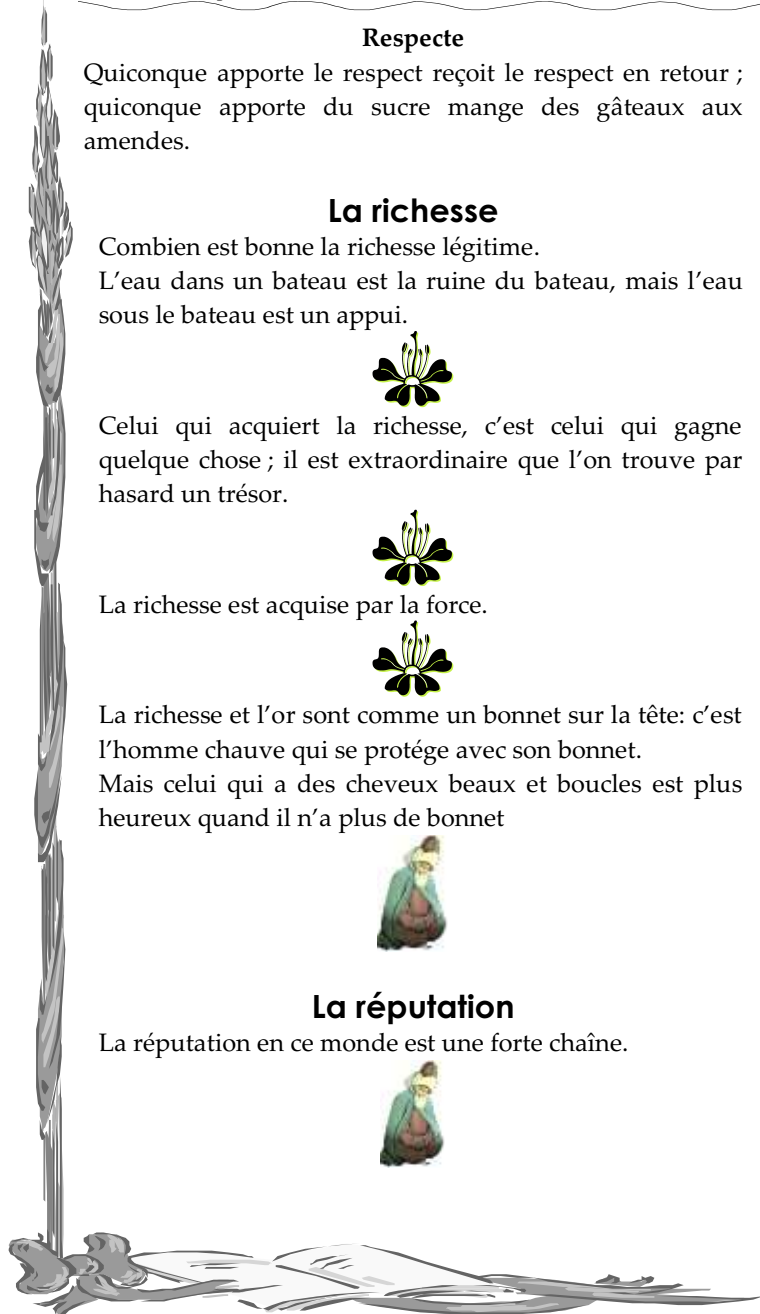 Respecte
Quiconque apporte le respect reçoit le respect en retour ;
quiconque apporte du sucre mange des gâteaux aux
amendes.
La richesse
Combien est bonne la richesse légitime.
L’eau dans un bateau est la ruine du bateau, mais l’eau
sous le bateau est un appui.
Celui qui acquiert la richesse, c’est celui qui gagne
quelque chose ; il est extraordinaire que l’on trouve par
hasard un trésor.
La richesse est acquise par la force.
La richesse et l’or sont comme un bonnet sur la tête: c’est
l’homme chauve qui se protége avec son bonnet.
Mais celui qui a des cheveux beaux et boucles est plus
heureux quand il n’a plus de bonnet
La réputation
La réputation en ce monde est une forte chaîne.